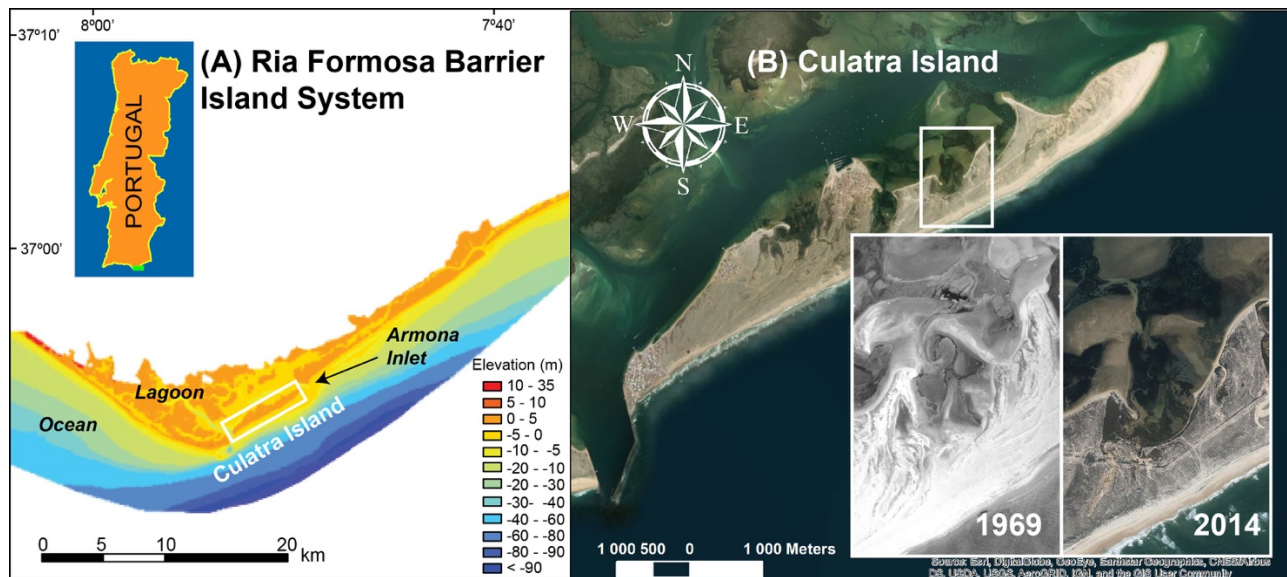 8°00'
7°40'
37°10'
(A) Ria Formosa Barrier
Island System
PORTUGAL
37°00'
Armona
Inlet
Lagoon
Ocean
Culatra Island
Elevation (m)
10 - 35
5 - 10
0 - 5
-5 - 0
-10 - -5
-20 - -10
-20 - -30
-30- -40
-40 - -60
-60 - -80
-80 - -90
< -90
0 5 10 20
km
(B) Culatra Island
N
W E
S
1969
2014
1 000 500 0 1 000 Meters
Source: Esri, DigitalGlobe, GeoEye, Earthstar Geographics, CNES/Airbus
DS, USDA, USGS, AeroGRID, IGN, and the GIS User Community